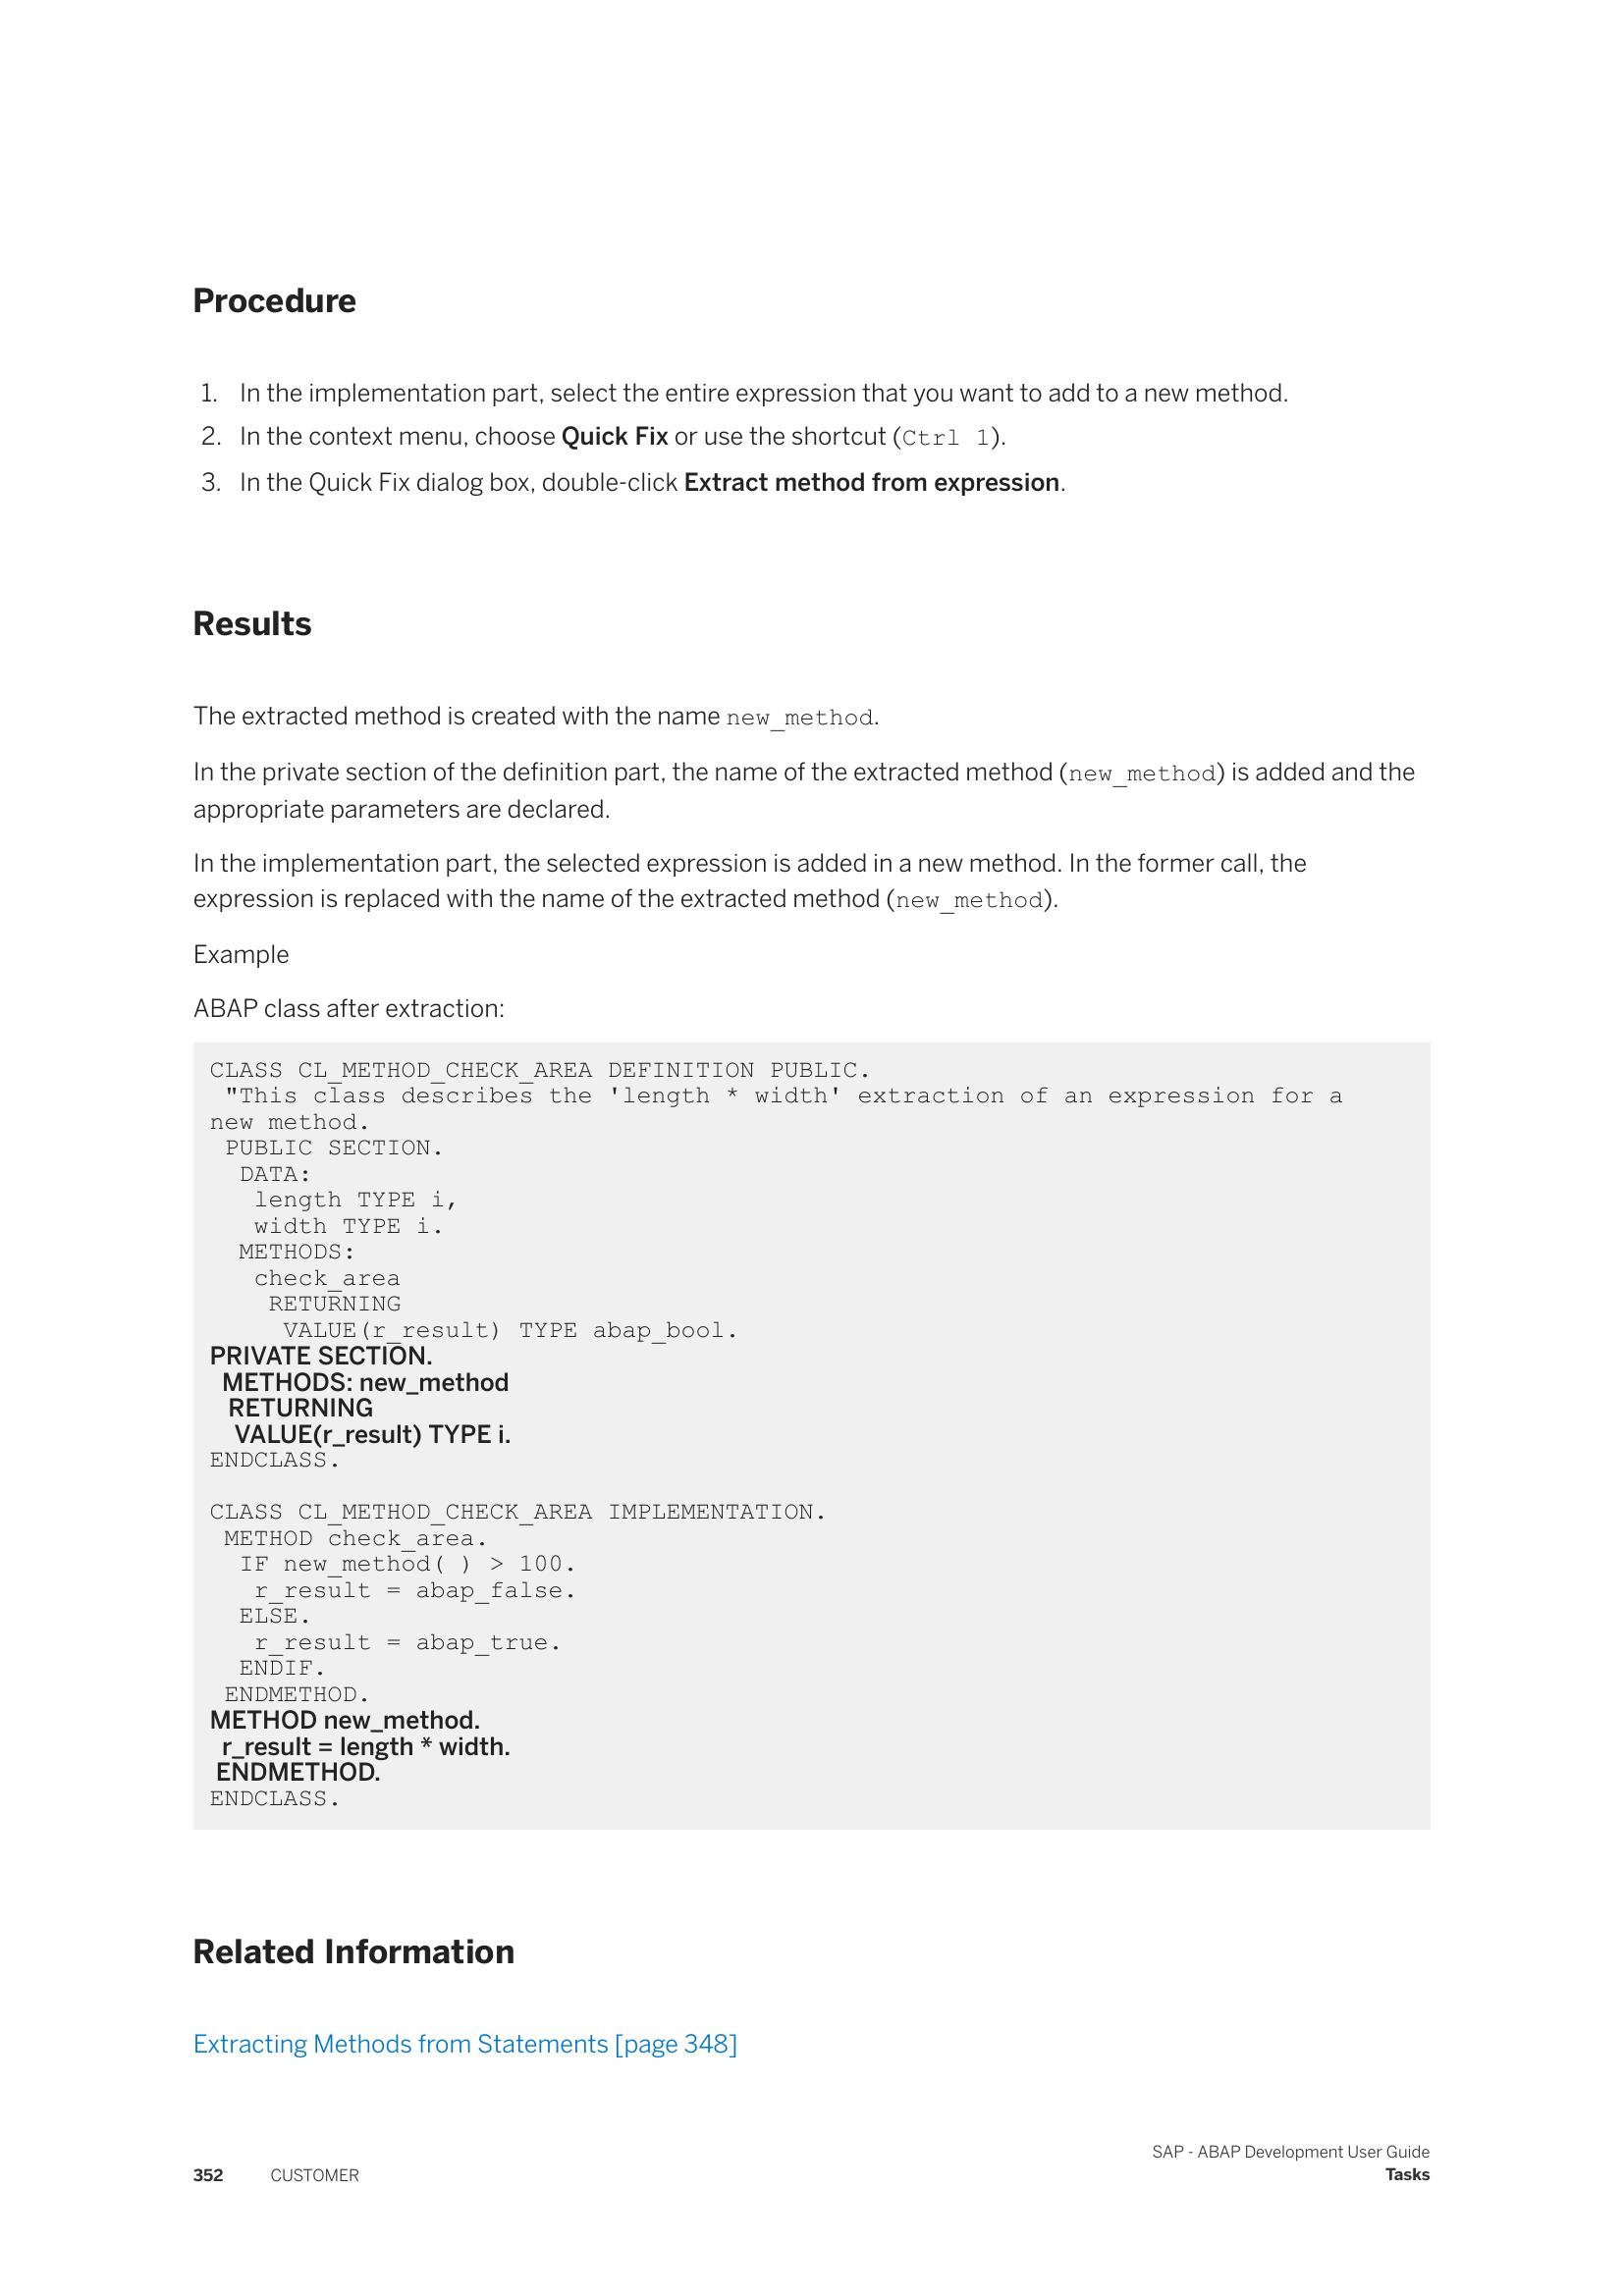 Procedure
1. In the implementation part, select the entire expression that you want to add to a new method.
2. In the context menu, choose Quick Fix or use the shortcut (Ctrl 1).
3. In the Quick Fix dialog box, double-click Extract method from expression.
Results
The extracted method is created with the name new_method.
In the private section of the definition part, the name of the extracted method (new_method) is added and the
appropriate parameters are declared.
In the implementation part, the selected expression is added in a new method. In the former call, the
expression is replaced with the name of the extracted method (new_method).
Example
ABAP class after extraction:
CLASS CL_METHOD_CHECK_AREA DEFINITION PUBLIC.
 "This class describes the 'length * width' extraction of an expression for a
new method.
 PUBLIC SECTION.
  DATA:
   length TYPE i,
   width TYPE i.
  METHODS:
   check_area
    RETURNING
     VALUE(r_result) TYPE abap_bool.
PRIVATE SECTION.
  METHODS: new_method
   RETURNING
    VALUE(r_result) TYPE i.
ENDCLASS.
CLASS CL_METHOD_CHECK_AREA IMPLEMENTATION.
 METHOD check_area.
  IF new_method( ) > 100.
   r_result = abap_false.
  ELSE.
   r_result = abap_true.
  ENDIF.
 ENDMETHOD.
METHOD new_method.
  r_result = length * width.
 ENDMETHOD.
ENDCLASS.
Related Information
Extracting Methods from Statements [page 348]
SAP - ABAP Development User Guide
352 CUSTOMER Tasks